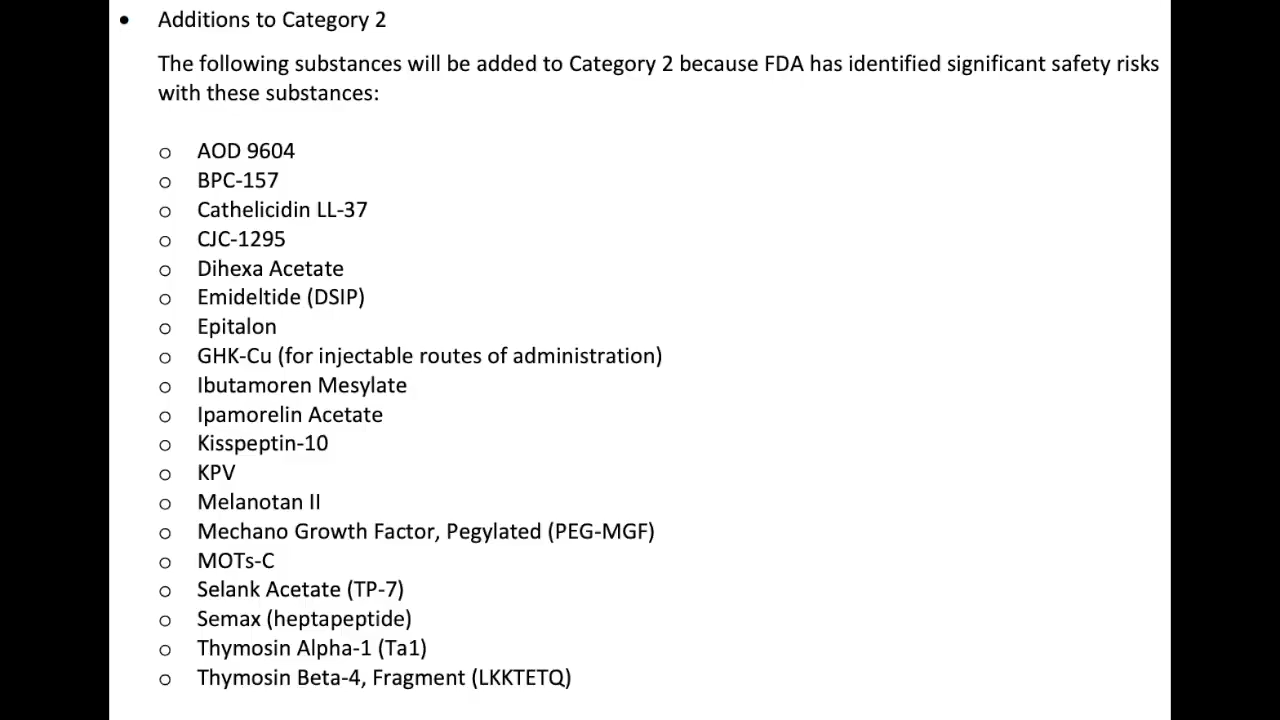 • Additions to Category 2
The following substances will be added to Category 2 because FDA has identified significant safety risks
with these substances:
o AOD 9604
o BPC-157
o Cathelicidin LL-37
o CJC-1295
o Dihexa Acetate
o Emideltide (DSIP)
o Epitalon
o GHK-Cu (for injectable routes of administration)
o Ibutamoren Mesylate
o Ipamorelin Acetate
o Kisspeptin-10
o KPV
o Melanotan II
o Mechano Growth Factor, Pegylated (PEG-MGF)
o MOTs-C
o Selank Acetate (TP-7)
o Semax (heptapeptide)
o Thymosin Alpha-1 (Ta1)
o Thymosin Beta-4, Fragment (LKKTETQ)